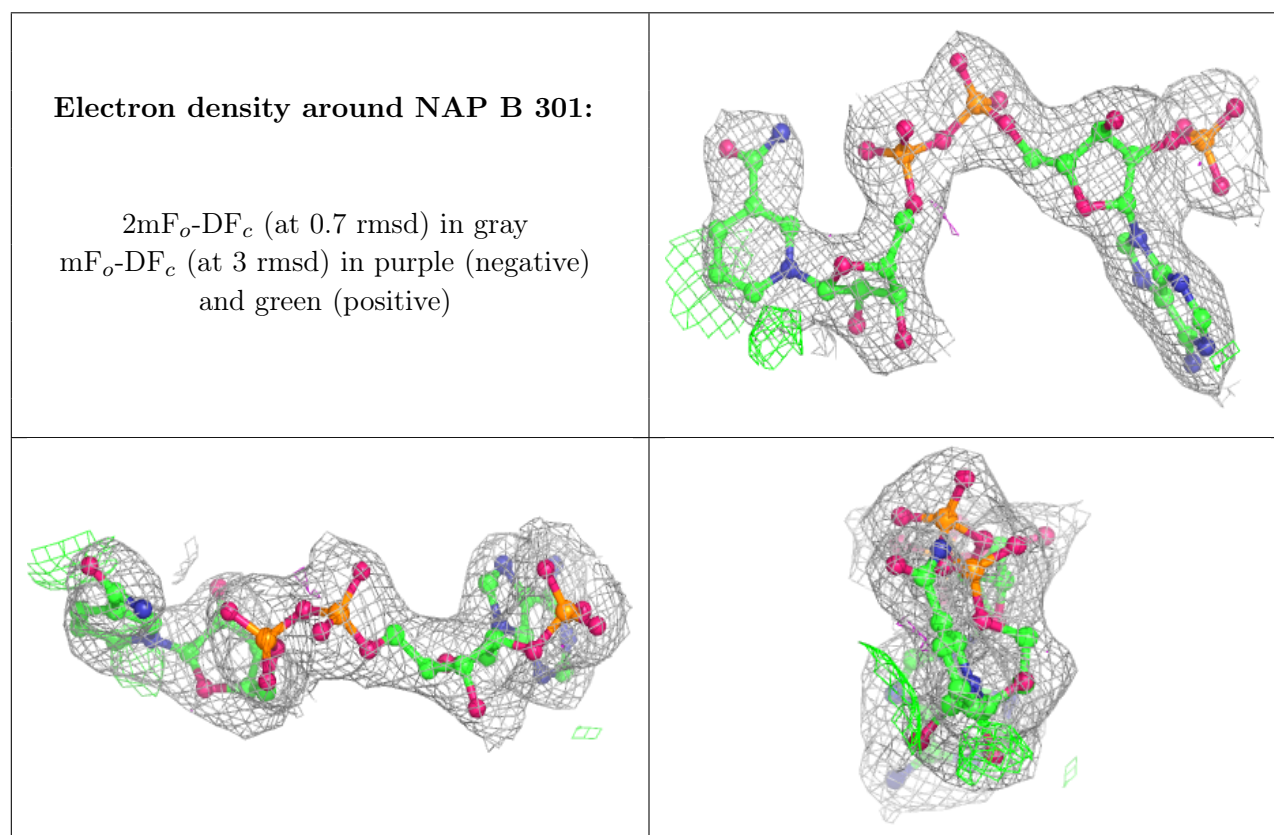 Electron density around NAP B 301:
2mFo-DFc (at 0.7 rmsd) in gray
mFo-DFc (at 3 rmsd) in purple (negative)
and green (positive)